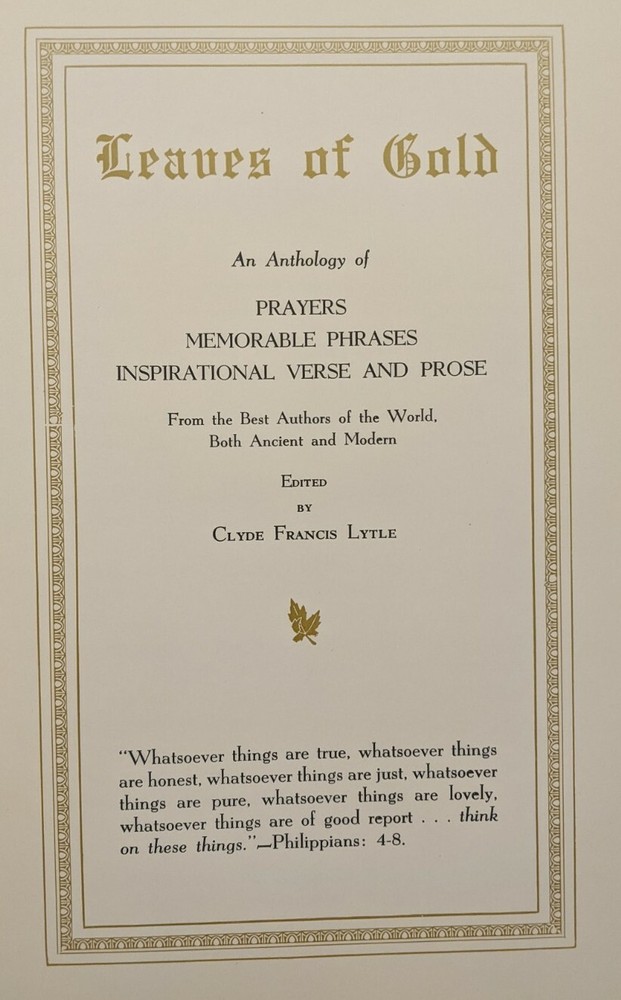 Leaves of Gold
An Anthology of
PRAYERS
MEMORABLE PHRASES
INSPIRATIONAL VERSE AND PROSE
From the Best Authors of the World,
Both Ancient and Modern
EDITED
BY
CLYDE FRANCIS LYTLE
"Whatsoever things are true, whatsoever things
are honest, whatsoever things are just, whatsoever
things are pure, whatsoever things are lovely,
whatsoever things are of good report . . . think
on these things."—Philippians: 4-8.